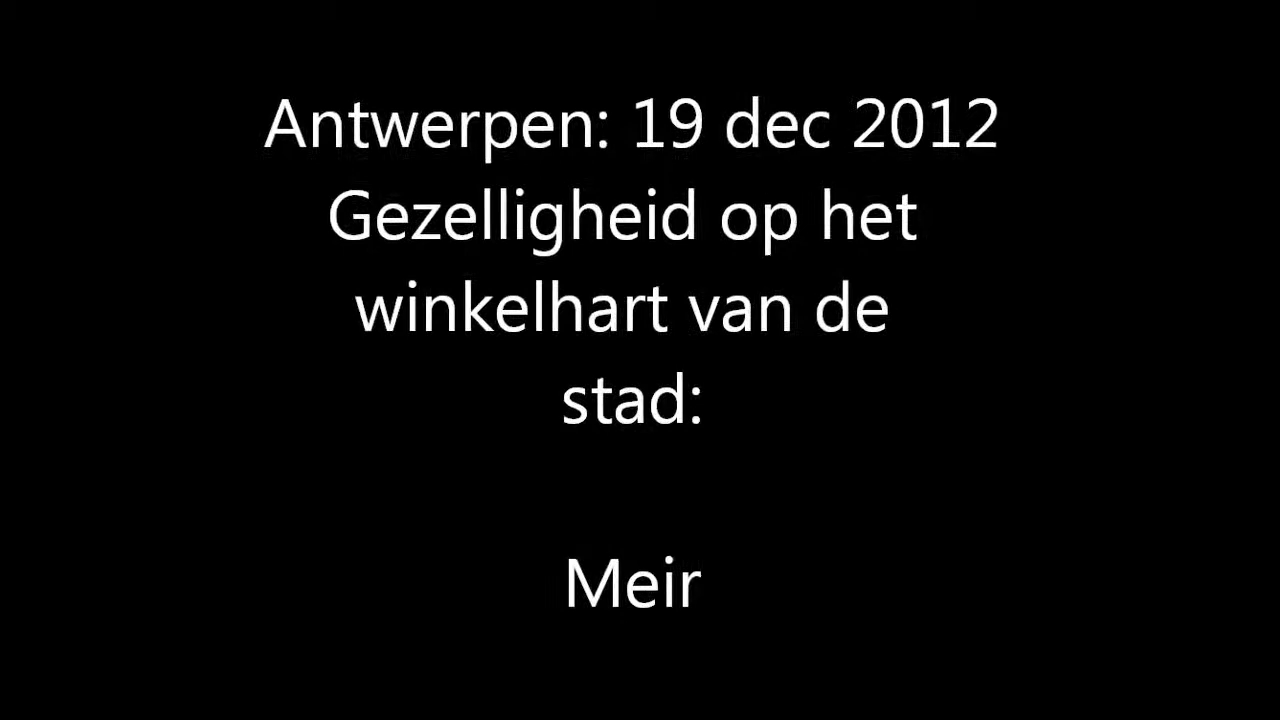 Antwerpen: 19 dec 2012
Gezelligheid op het
winkelhart van de
stad:
Meir